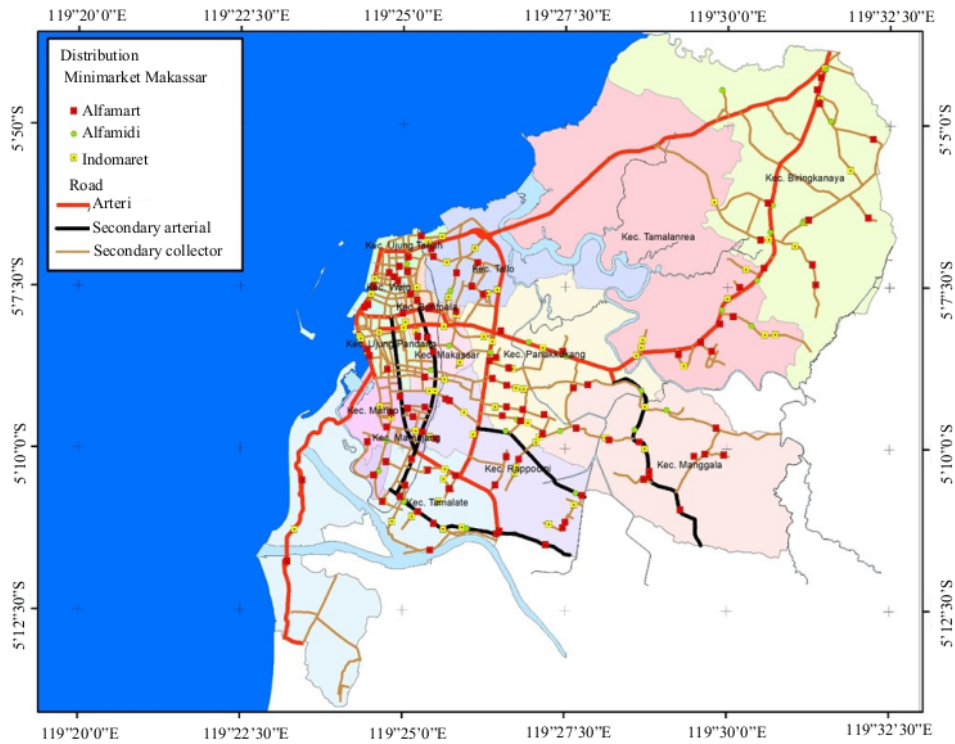 119°20'0"E 119°22'30"E 119°25'0"E 119°27'30"E 119°30'0"E 119°32'30"E
Distribution
Minimarket Makassar
Alfamart
Alfamidi
Indomaret
Road
Arteri
Secondary arterial
Secondary collector
5°50"S 5°5'0"S
Kec. Biringkanaya
Kec. Tamalanrea
Kec. Ujung Tanah
Kec. Tallo
5°7'30"S 5°7'30"S
Kec. Wajo
Kec. Bontoala
Kec. Ujung Pandang
Kec. Makassar
Kec. Panakkukang
Kec. Mariso
Kec. Mamajang
5°10'0"S 5°10'0"S
Kec. Rappocini
Kec. Manggala
Kec. Tamalate
5°12'30"S 5°12'30"S
119°20'0"E 119°22'30"E 119°25'0"E 119°27'30"E 119°30'0"E 119°32'30"E